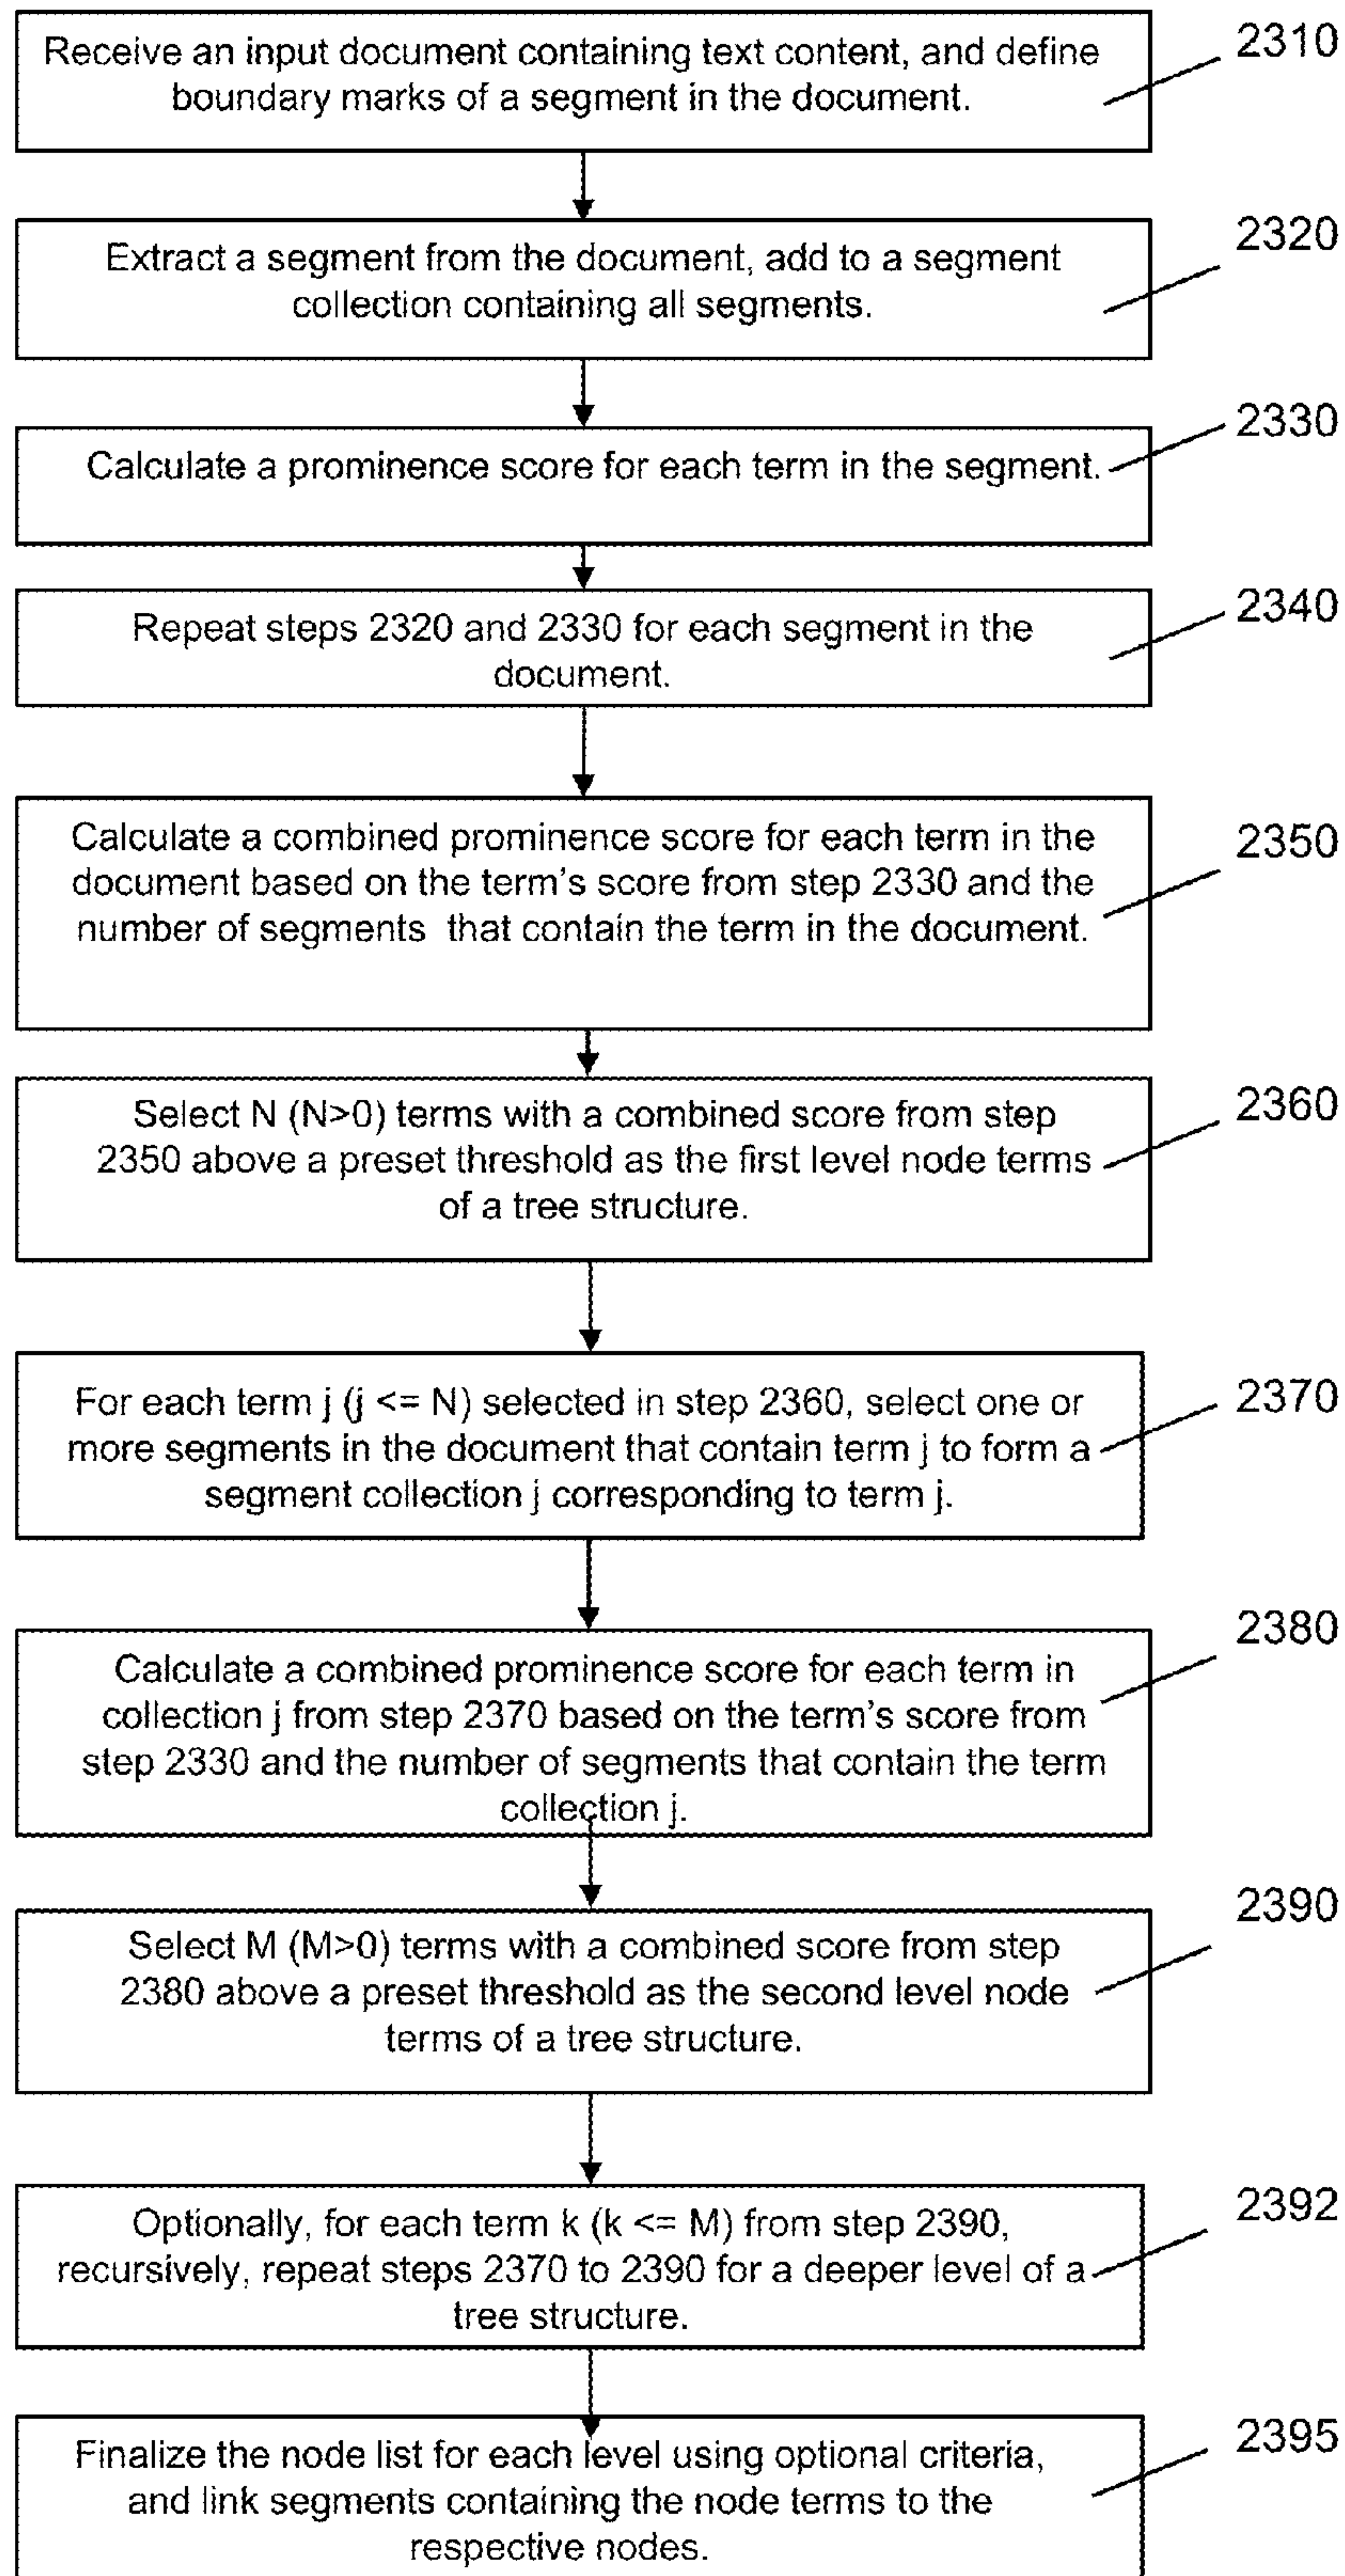 Receive an input document containing text content, and define
boundary marks of a segment in the document.
2310
Extract a segment from the document, add to a segment
collection containing all segments.
2320
Calculate a prominence score for each term in the segment.
2330
Repeat steps 2320 and 2330 for each segment in the
document.
2340
Calculate a combined prominence score for each term in the
document based on the term's score from step 2330 and the
number of segments that contain the term in the document.
2350
Select N (N>0) terms with a combined score from step
2350 above a preset threshold as the first level node terms
of a tree structure.
2360
For each term j (j <= N) selected in step 2360, select one or
more segments in the document that contain term j to form a
segment collection j corresponding to term j.
2370
Calculate a combined prominence score for each term in
collection j from step 2370 based on the term's score from
step 2330 and the number of segments that contain the term
collection j.
2380
Select M (M>0) terms with a combined score from step
2380 above a preset threshold as the second level node
terms of a tree structure.
2390
Optionally, for each term k (k <= M) from step 2390,
recursively, repeat steps 2370 to 2390 for a deeper level of a
tree structure.
2392
Finalize the node list for each level using optional criteria,
and link segments containing the node terms to the
respective nodes.
2395